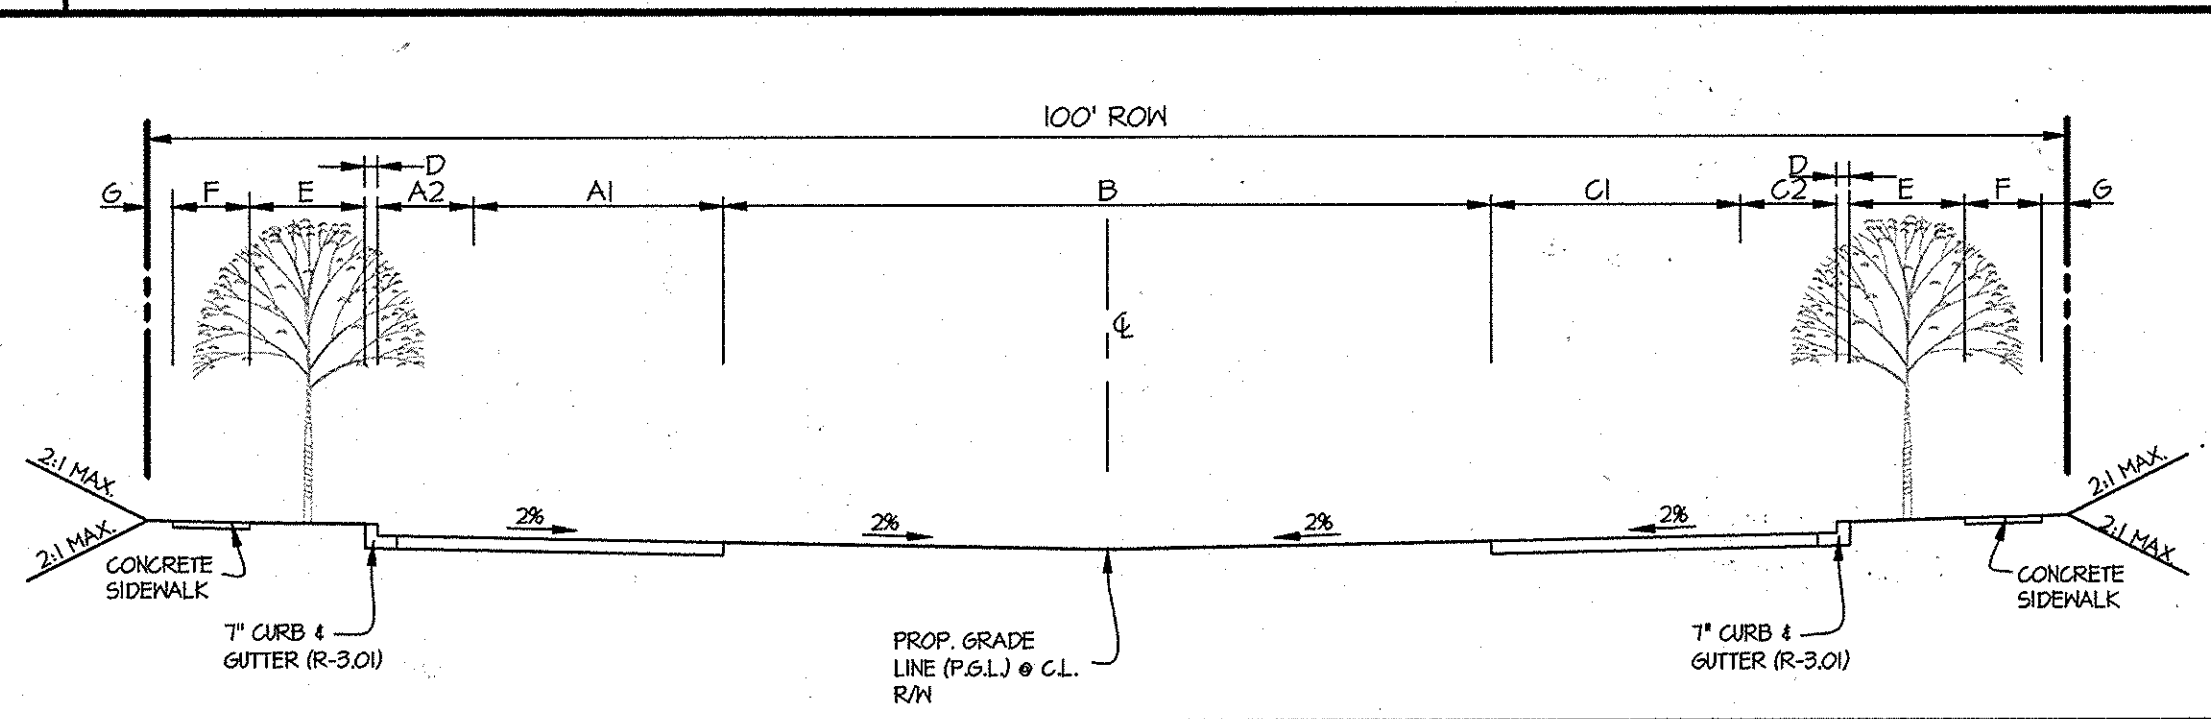 100' ROW
D
D
G
F
E
A2
A1
B
C1
C2
E
F
G
℄
2:1 MAX.
2:1 MAX.
2:1 MAX.
2:1 MAX.
2%
2%
2%
2%
CONCRETE
SIDEWALK
CONCRETE
SIDEWALK
7" CURB &
GUTTER (R-3.01)
PROP. GRADE
LINE (P.G.L.) @ C.L.
R/W
7" CURB &
GUTTER (R-3.01)